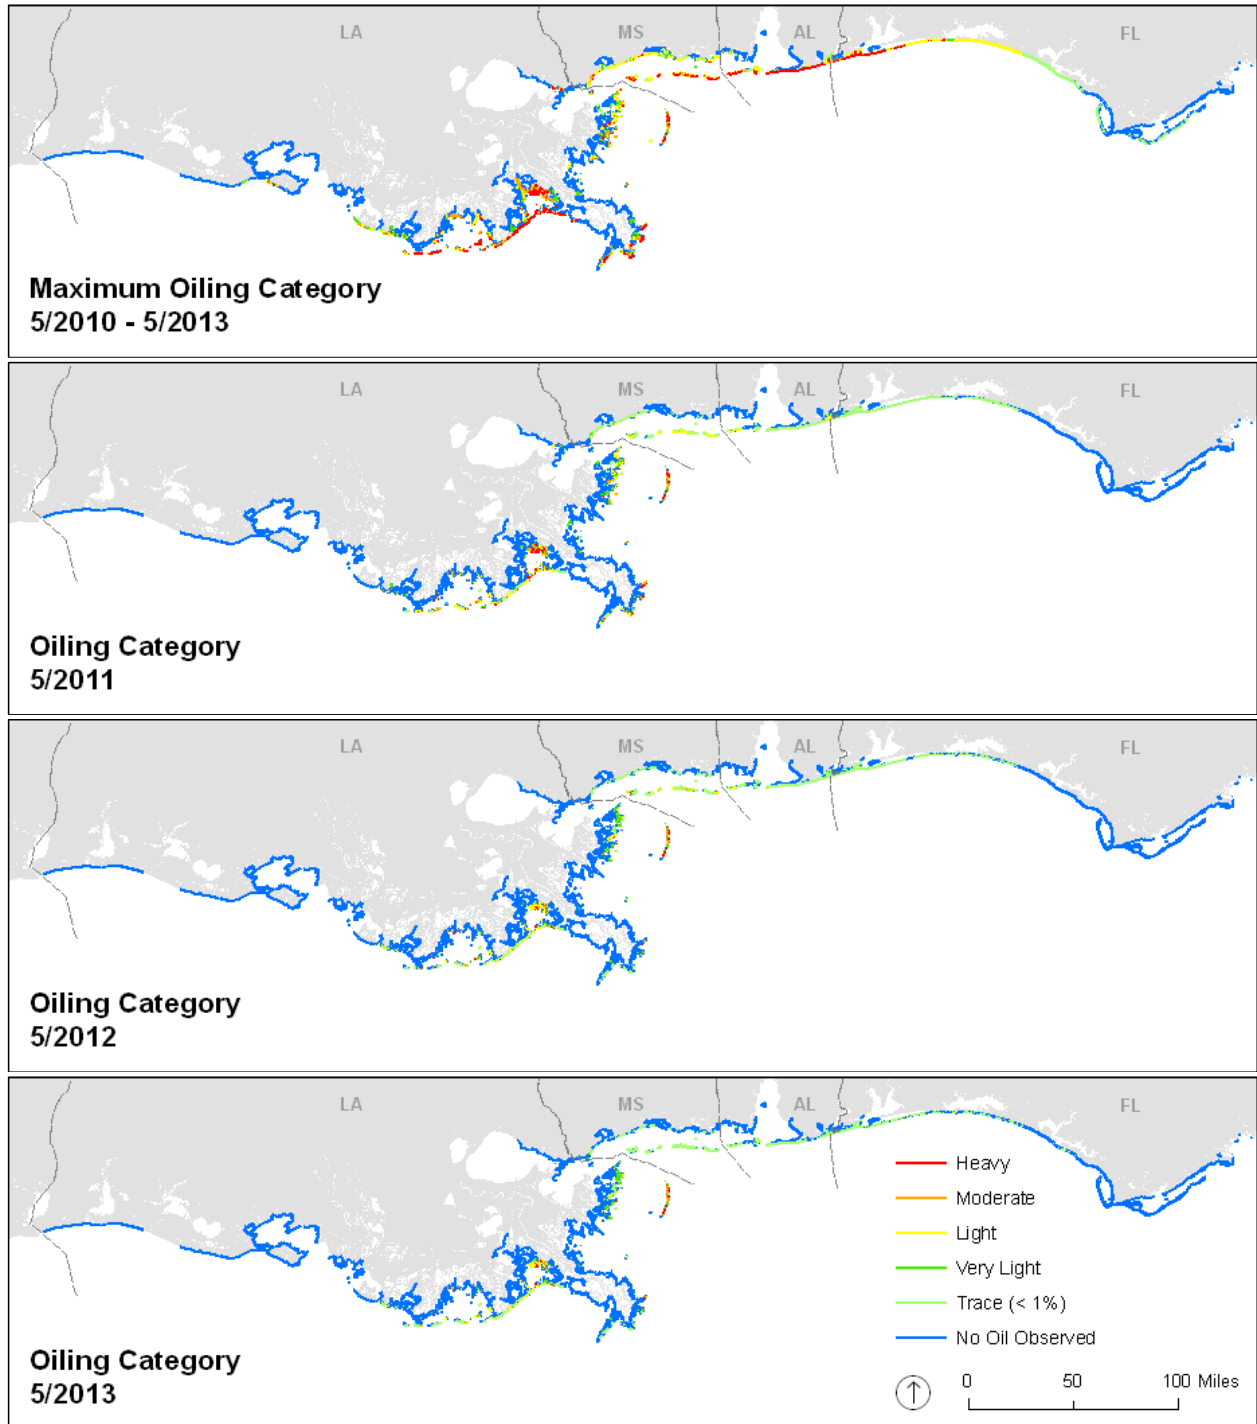 LA MS AL FL
Maximum Oiling Category
5/2010 - 5/2013
LA MS AL FL
Oiling Category
5/2011
LA MS AL FL
Oiling Category
5/2012
LA MS AL FL
Heavy
Moderate
Light
Very Light
Trace (< 1%)
No Oil Observed
Oiling Category
5/2013
0 50 100 Miles